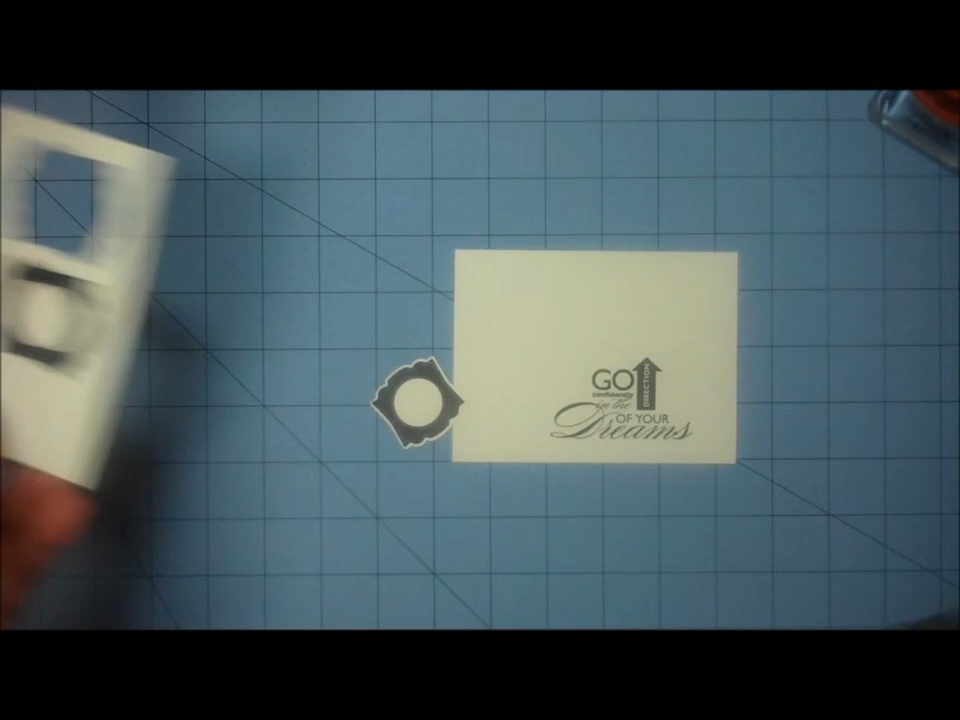 GO
confidently
DIRECTION
in the
OF YOUR
Dreams